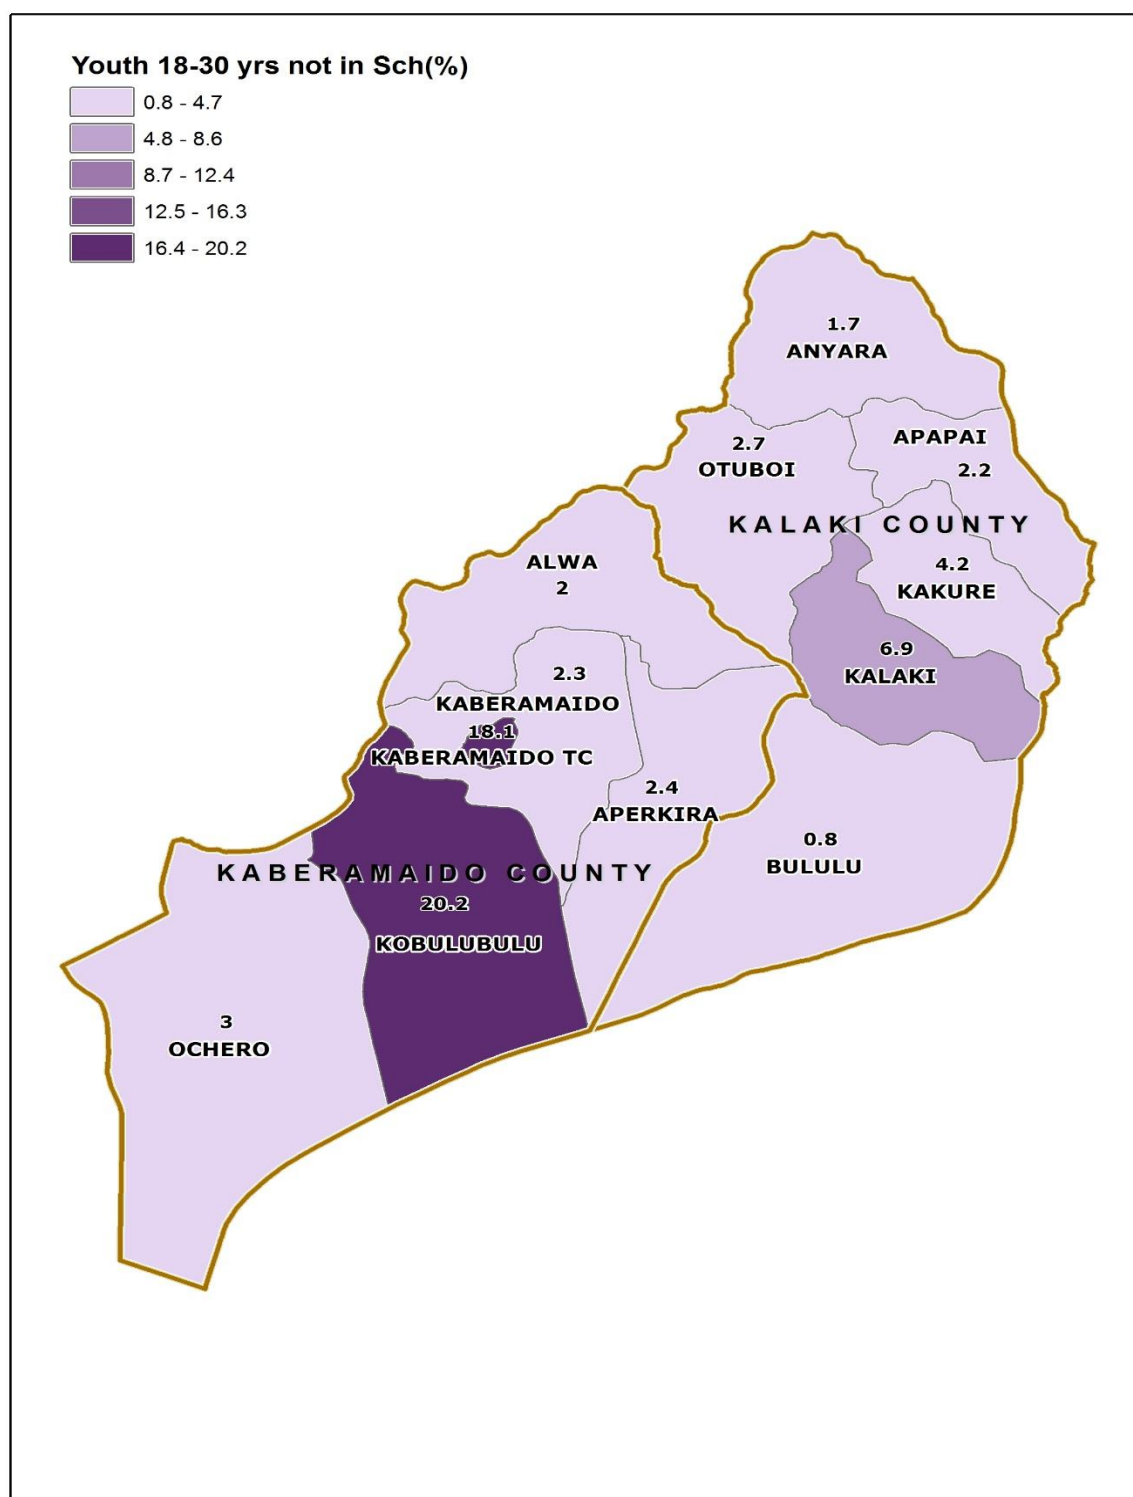 Youth 18-30 yrs not in Sch(%)
0.8 - 4.7
4.8 - 8.6
8.7 - 12.4
12.5 - 16.3
16.4 - 20.2
1.7
ANYARA
2.7
OTUBOI
APAPAI
2.2
KALAKI COUNTY
4.2
KAKURE
ALWA
2
6.9
KALAKI
2.3
KABERAMAIDO
18.1
KABERAMAIDO TC
2.4
APERKIRA
0.8
BULULU
KABERAMAIDO COUNTY
20.2
KOBULUBULU
3
OCHERO